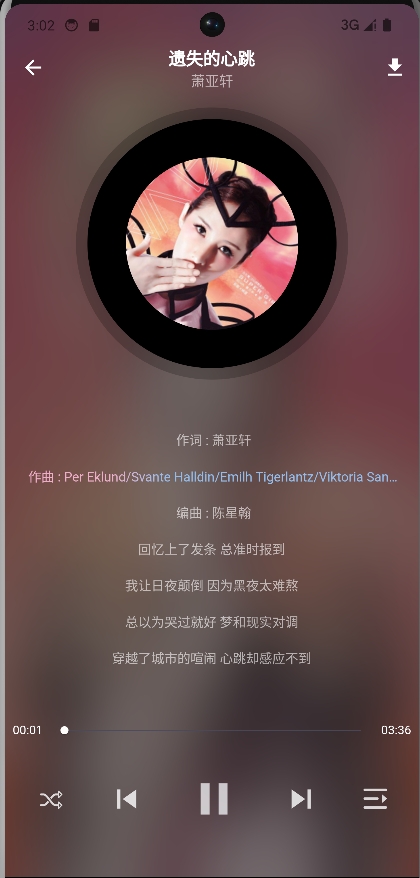 3:02
3G
遗失的心跳
萧亚轩
作词 : 萧亚轩
作曲 : Per Eklund/Svante Halldin/Emilh Tigerlantz/Viktoria San...
编曲 : 陈星翰
回忆上了发条 总准时报到
我让日夜颠倒 因为黑夜太难熬
总以为哭过就好 梦和现实对调
穿越了城市的喧闹 心跳却感应不到
00:01
03:36